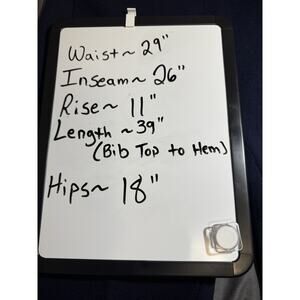 Waist ~ 29"
Inseam ~ 26"
Rise ~ 11"
Length ~ 39"
(Bib Top to Hem)
Hips ~ 18"